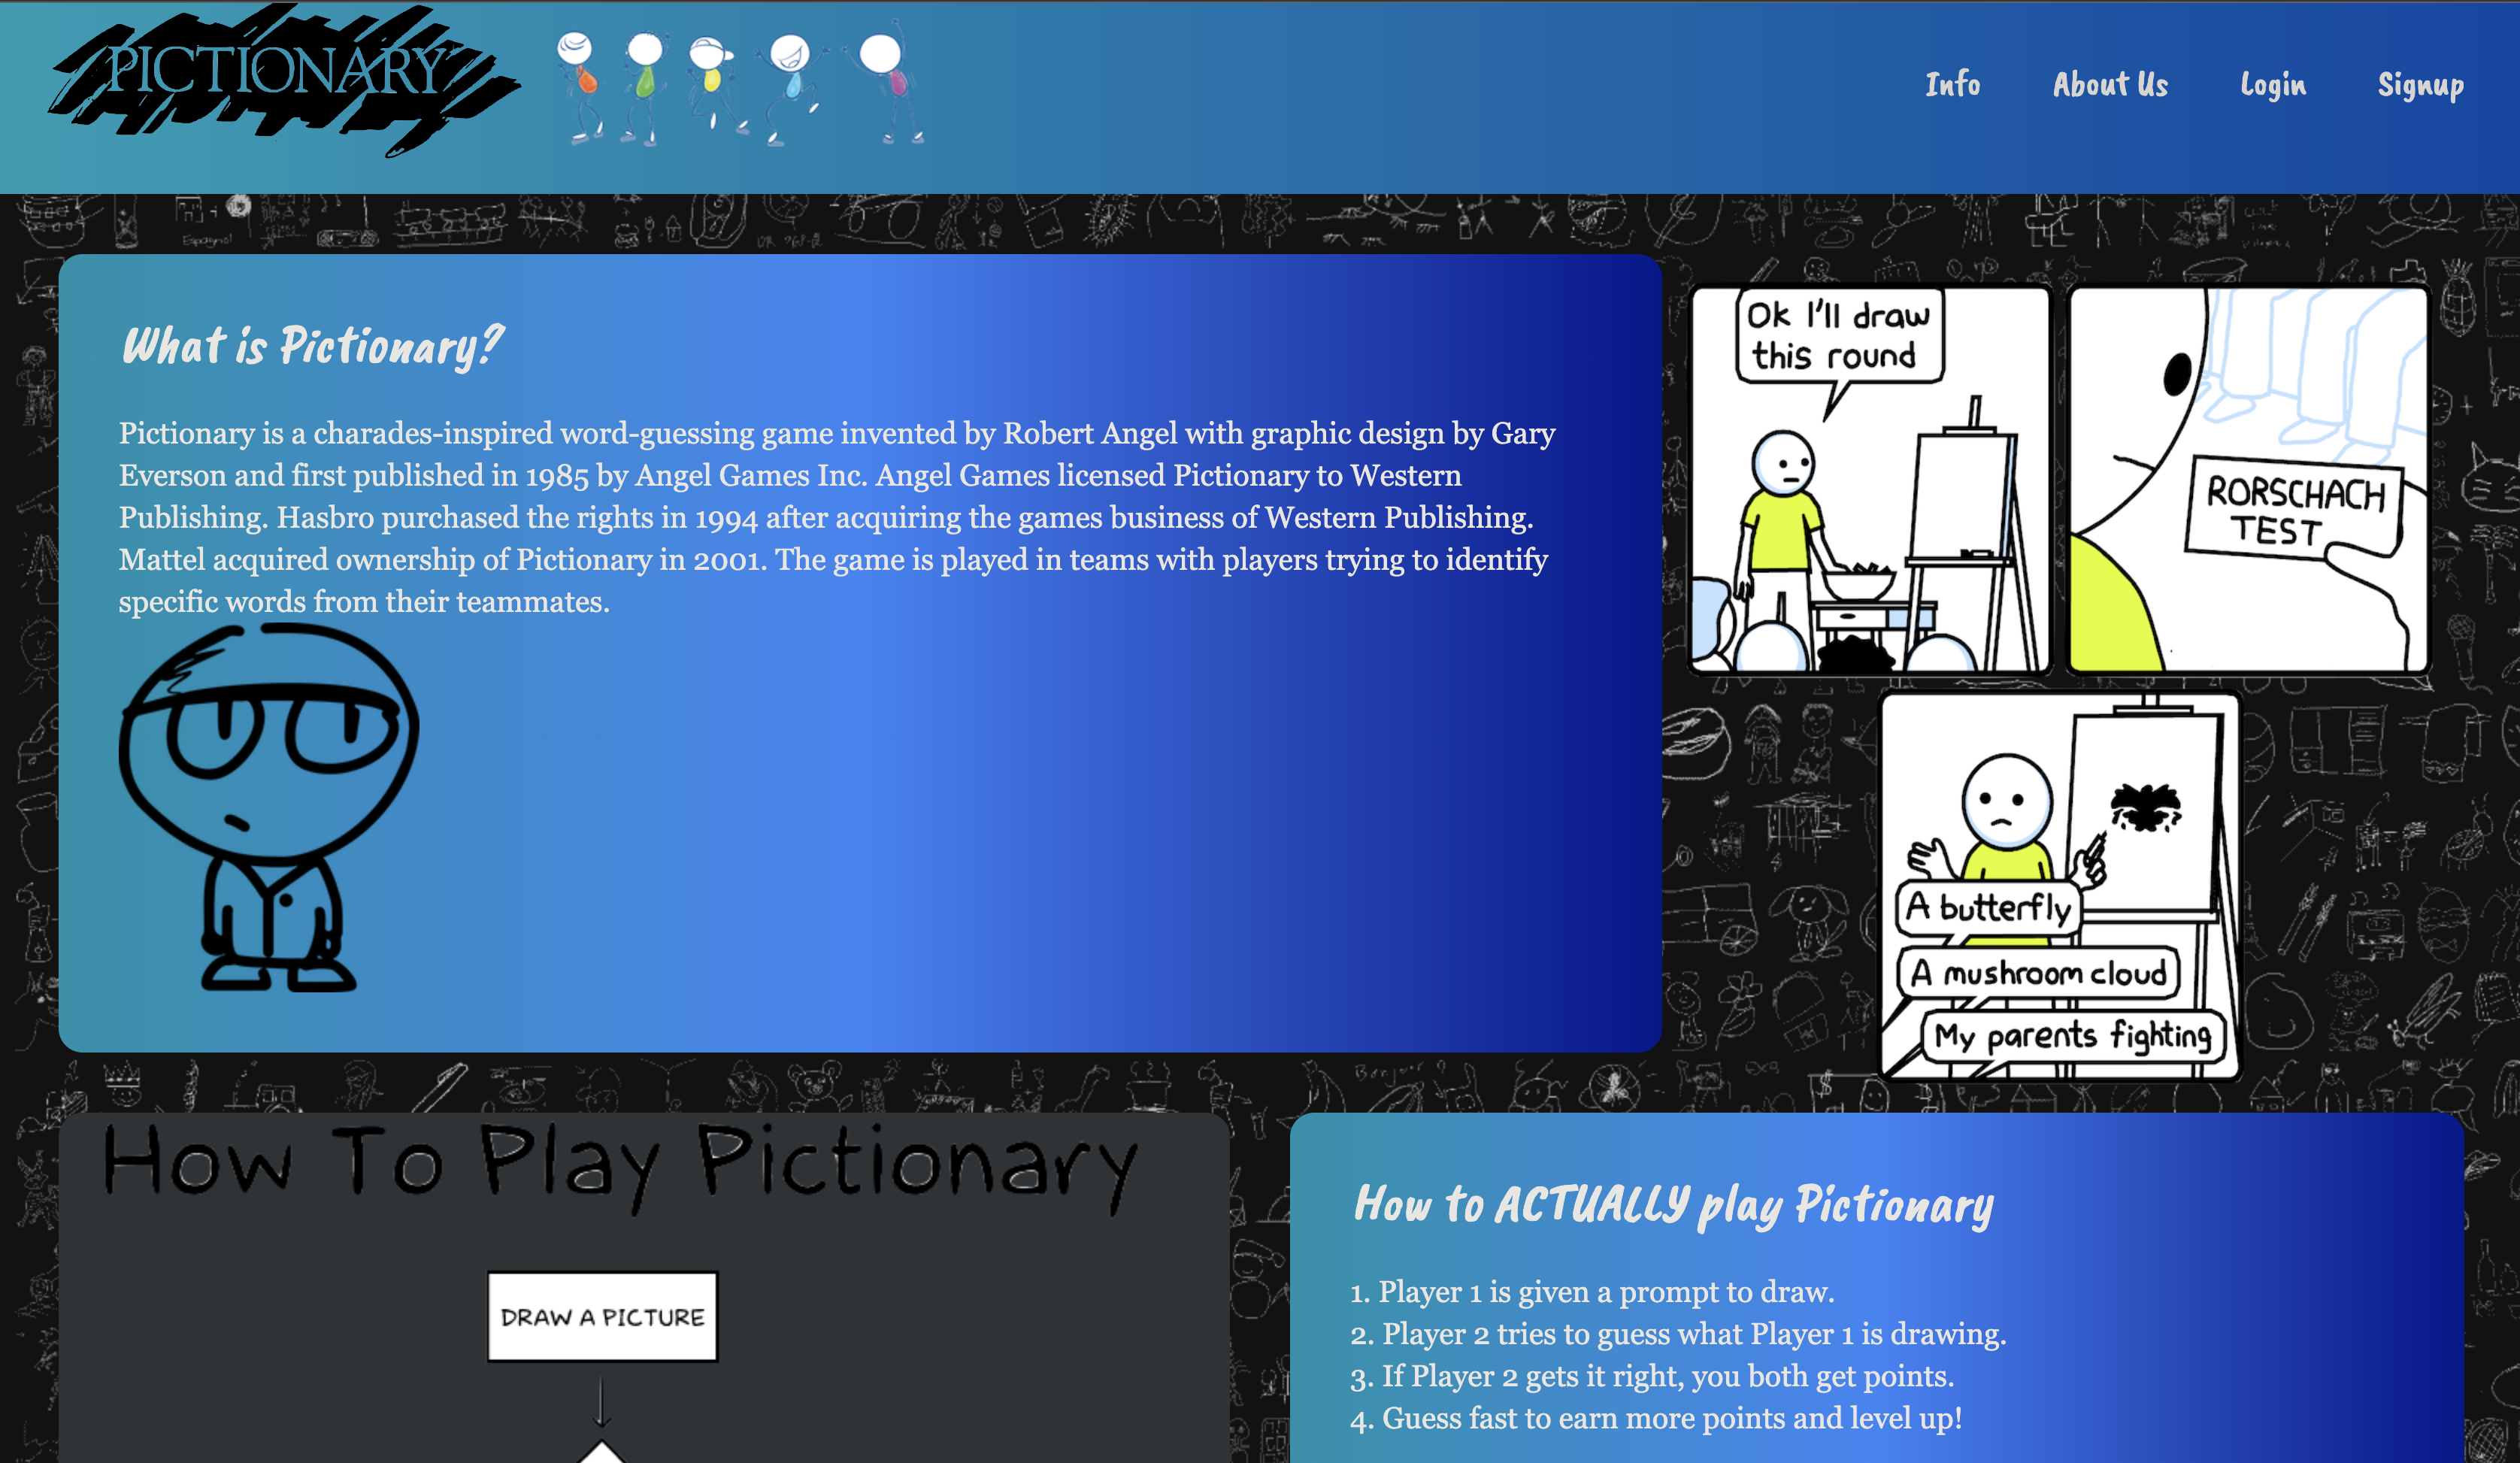 PICTIONARY
Info
About Us
Login
Signup
What is Pictionary?
Pictionary is a charades-inspired word-guessing game invented by Robert Angel with graphic design by Gary
Everson and first published in 1985 by Angel Games Inc. Angel Games licensed Pictionary to Western
Publishing. Hasbro purchased the rights in 1994 after acquiring the games business of Western Publishing.
Mattel acquired ownership of Pictionary in 2001. The game is played in teams with players trying to identify
specific words from their teammates.
Ok I'll draw
this round
RORSCHACH
TEST
A butterfly
A mushroom cloud
My parents fighting
How To Play Pictionary
DRAW A PICTURE
How to ACTUALLY play Pictionary
1. Player 1 is given a prompt to draw.
2. Player 2 tries to guess what Player 1 is drawing.
3. If Player 2 gets it right, you both get points.
4. Guess fast to earn more points and level up!